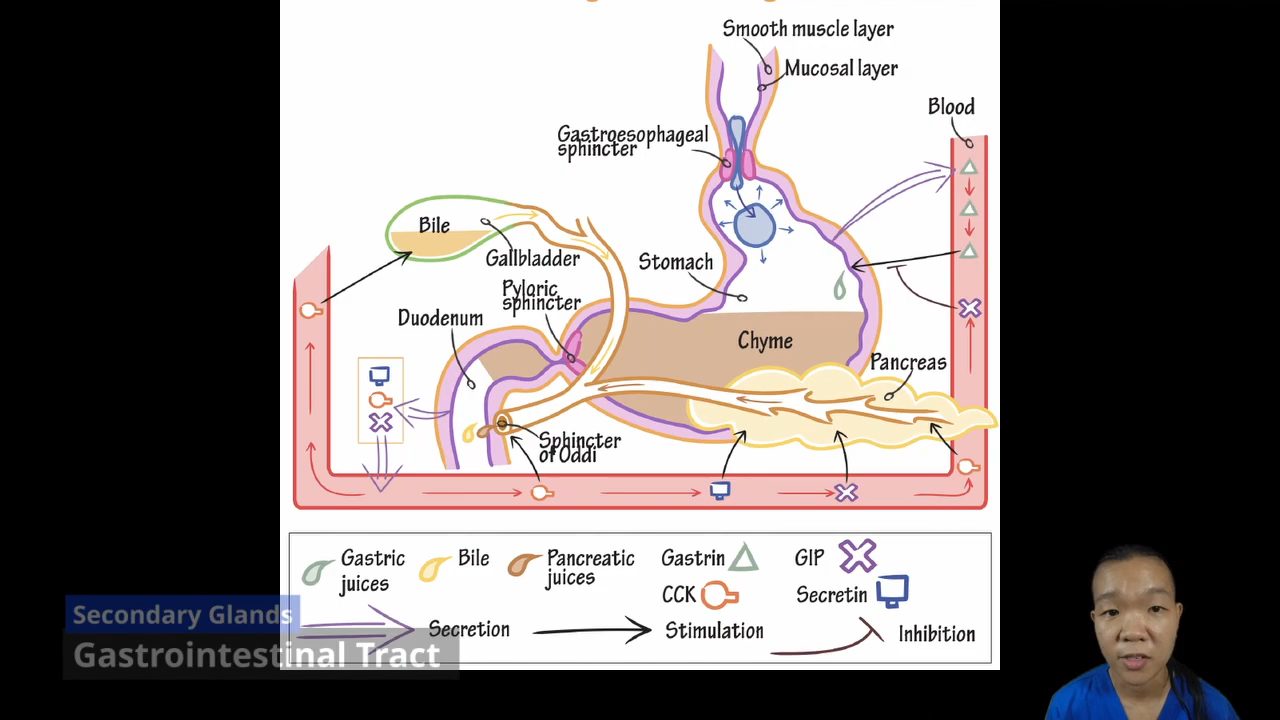 Smooth muscle layer
Mucosal layer
Blood
Gastroesophageal
sphincter
Bile
Gallbladder
Stomach
Pyloric
sphincter
Duodenum
Chyme
Pancreas
Sphincter
of Oddi
Gastric
juices
Bile
Pancreatic
juices
Gastrin
GIP
CCK
Secretin
Secretion
Stimulation
Inhibition
Secondary Glands
Gastrointestinal Tract